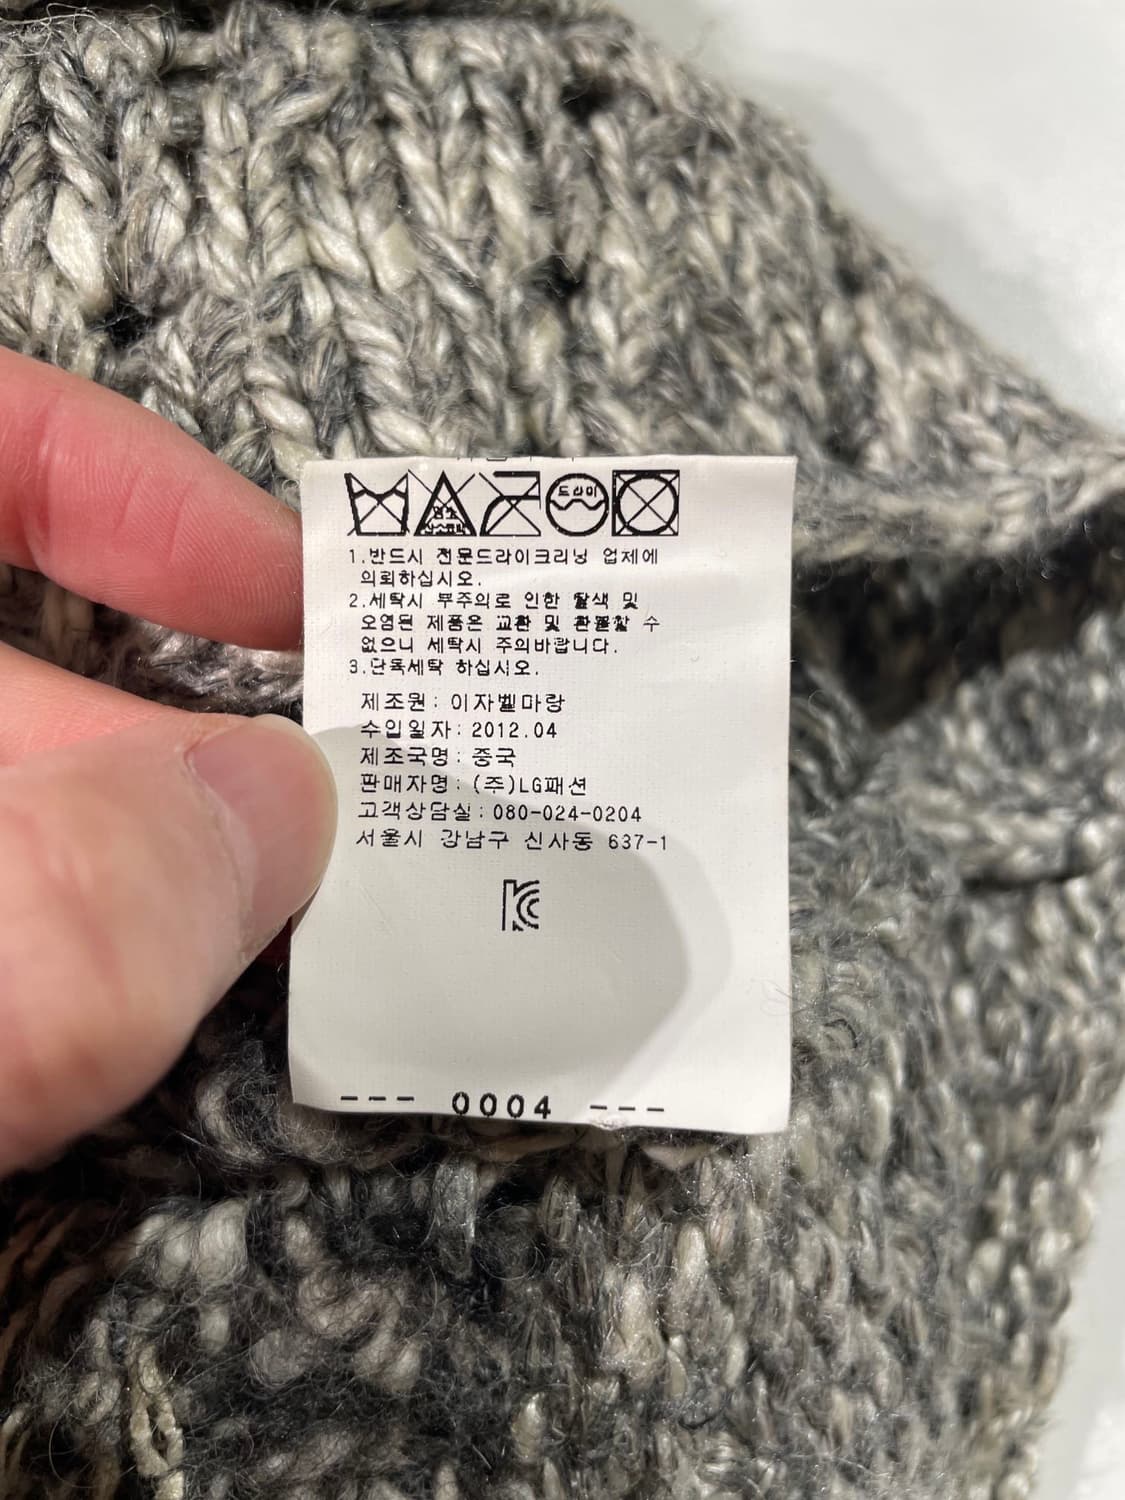 드라이
1.반드시 전문드라이크리닝 업체에
의뢰하십시오.
2.세탁시 부주의로 인한 탈색 및
오염된 제품은 교환 및 환불할 수
없으니 세탁시 주의바랍니다.
3.단독세탁 하십시오.
제조원: 이자벨마랑
수입일자: 2012.04
제조국명: 중국
판매자명: (주)LG패션
고객상담실: 080-024-0204
서울시 강남구 신사동 637-1
--- 0004 ---